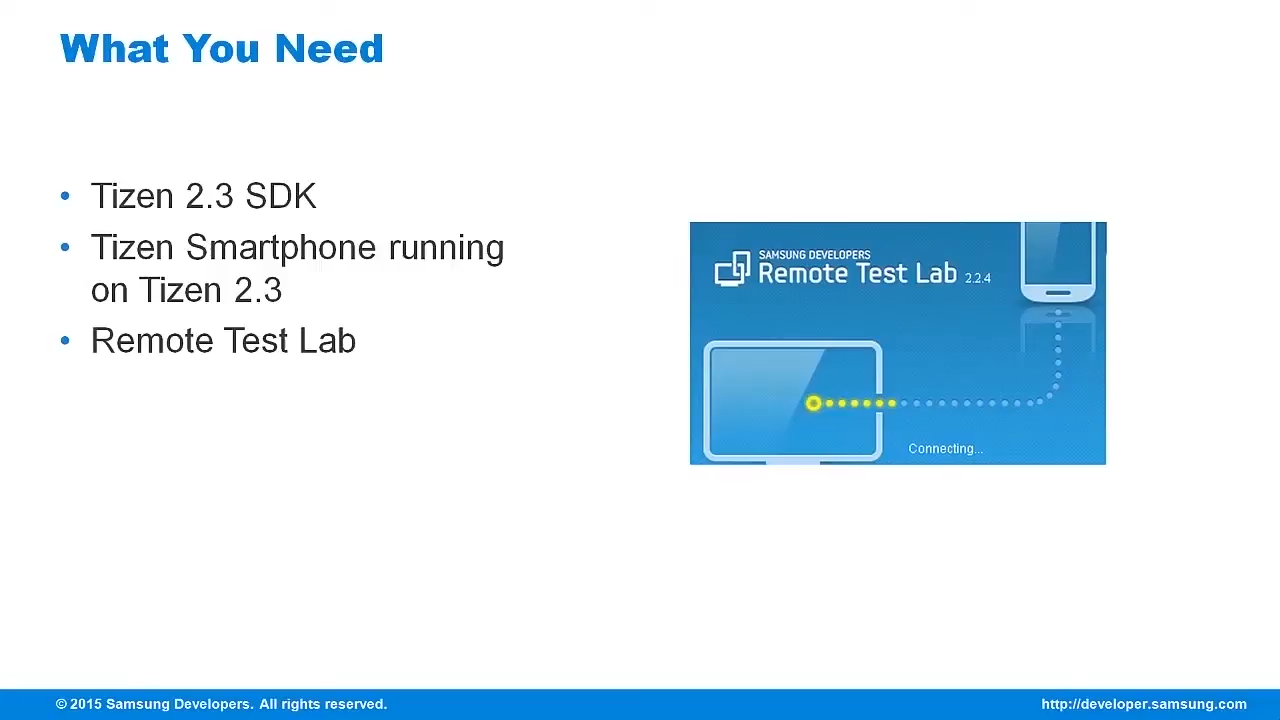 What You Need
• Tizen 2.3 SDK
• Tizen Smartphone running
on Tizen 2.3
• Remote Test Lab
SAMSUNG DEVELOPERS
Remote Test Lab 2.2.4
Connecting...
© 2015 Samsung Developers. All rights reserved.
http://developer.samsung.com